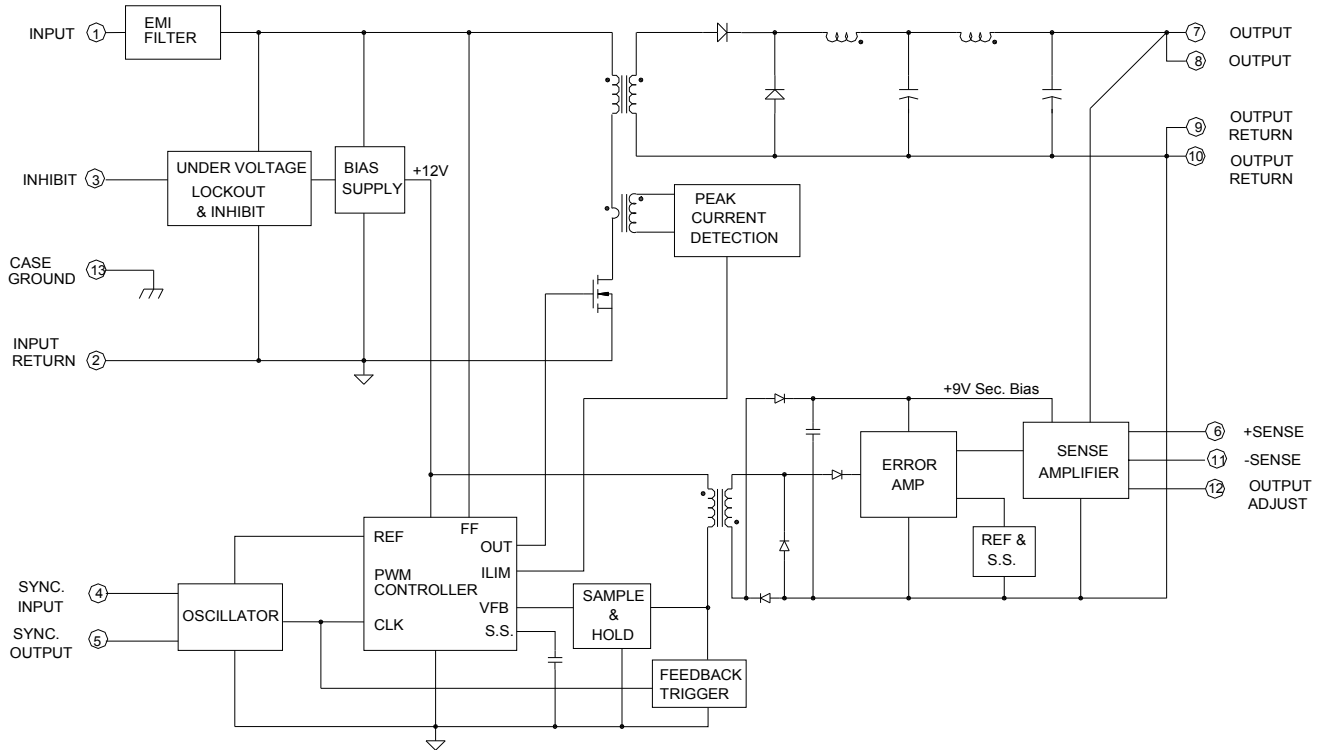 INPUT
1
EMI
FILTER
7
OUTPUT
8
OUTPUT
9
OUTPUT
RETURN
10
OUTPUT
RETURN
INHIBIT
3
UNDER VOLTAGE
LOCKOUT
& INHIBIT
BIAS
SUPPLY
+12V
PEAK
CURRENT
DETECTION
CASE
GROUND
13
INPUT
RETURN
2
+9V Sec. Bias
ERROR
AMP
SENSE
AMPLIFIER
6
+SENSE
11
-SENSE
12
OUTPUT
ADJUST
REF &
S.S.
REF
FF
OUT
PWM
CONTROLLER
ILIM
VFB
CLK
S.S.
SAMPLE
&
HOLD
FEEDBACK
TRIGGER
SYNC.
INPUT
4
OSCILLATOR
SYNC.
OUTPUT
5